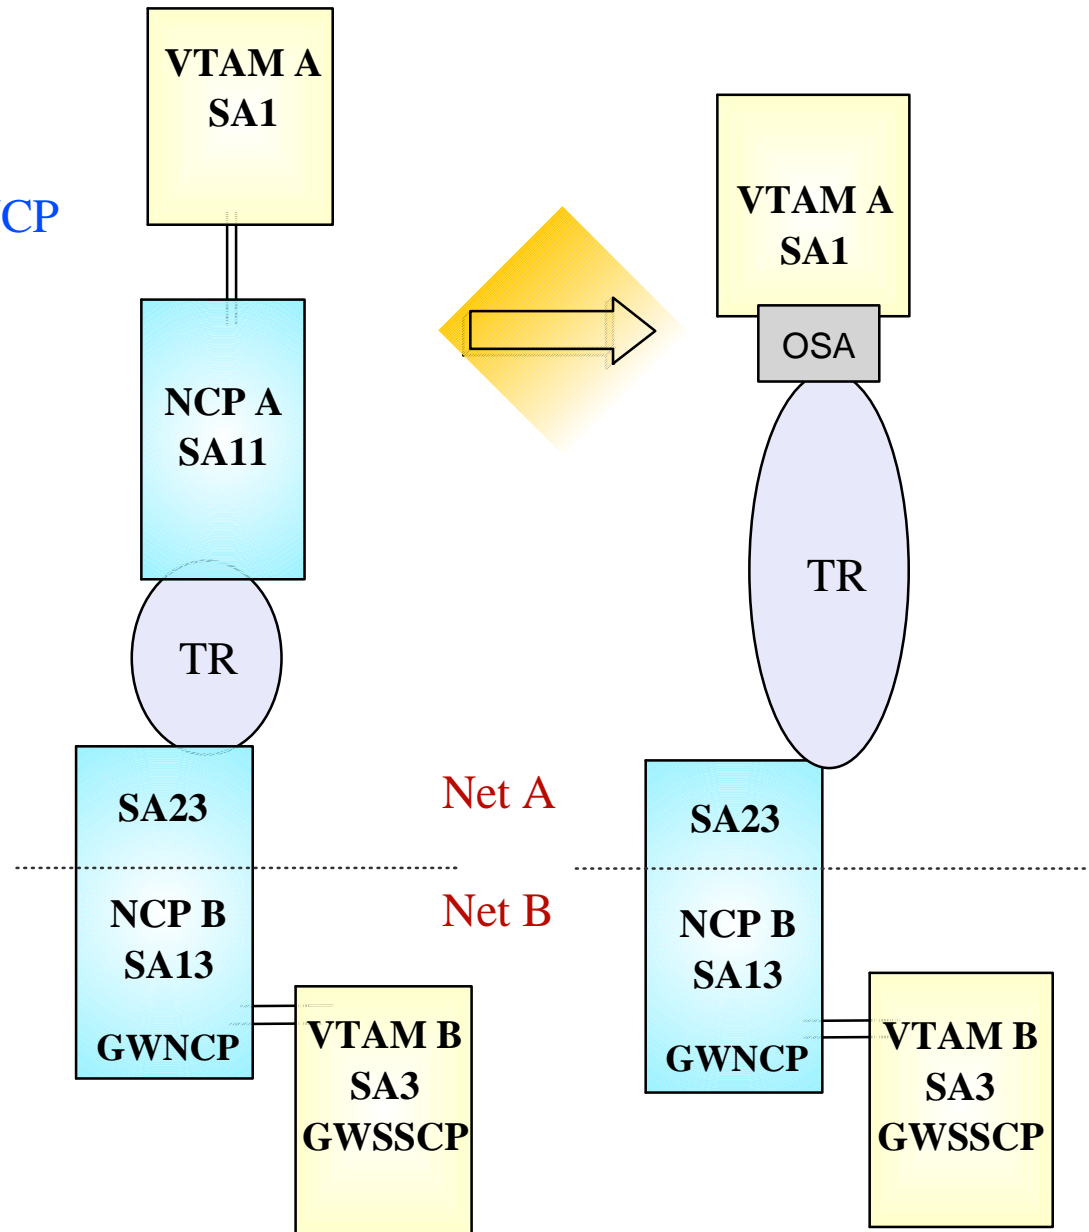 VTAM A
SA1
NCP
NCP A
SA11
TR
SA23
NCP B
SA13
GWNCP
VTAM B
SA3
GWSSCP
Net A
Net B
VTAM A
SA1
OSA
TR
SA23
NCP B
SA13
GWNCP
VTAM B
SA3
GWSSCP